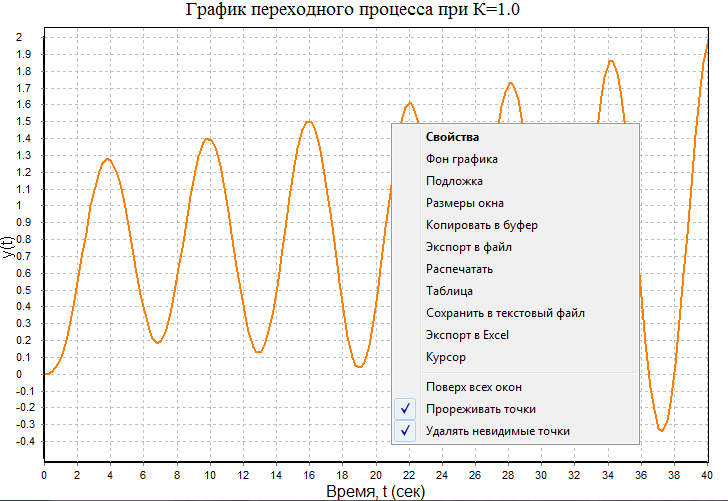 График переходного процесса при К=1.0
2
1.9
1.8
1.7
1.6
1.5
1.4
1.3
1.2
1.1
1
0.9
0.8
0.7
0.6
0.5
0.4
0.3
0.2
0.1
0
-0.1
-0.2
-0.3
-0.4
y(t)
Свойства
Фон графика
Подложка
Размеры окна
Копировать в буфер
Экспорт в файл
Распечатать
Таблица
Сохранить в текстовый файл
Экспорт в Excel
Курсор
Поверх всех окон
Прореживать точки
Удалять невидимые точки
0 2 4 6 8 10 12 14 16 18 20 22 24 26 28 30 32 34 36 38 40
Время, t (сек)